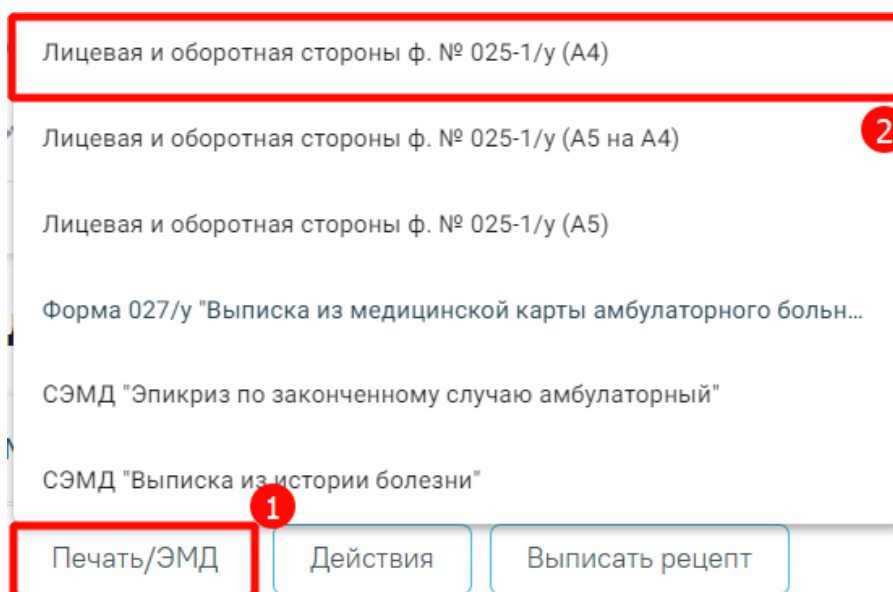 Лицевая и оборотная стороны ф. № 025-1/у (А4)
2
Лицевая и оборотная стороны ф. № 025-1/у (А5 на А4)
Лицевая и оборотная стороны ф. № 025-1/у (А5)
Форма 027/у "Выписка из медицинской карты амбулаторного больн...
СЭМД "Эпикриз по законченному случаю амбулаторный"
СЭМД "Выписка из истории болезни"
1
Печать/ЭМД Действия Выписать рецепт